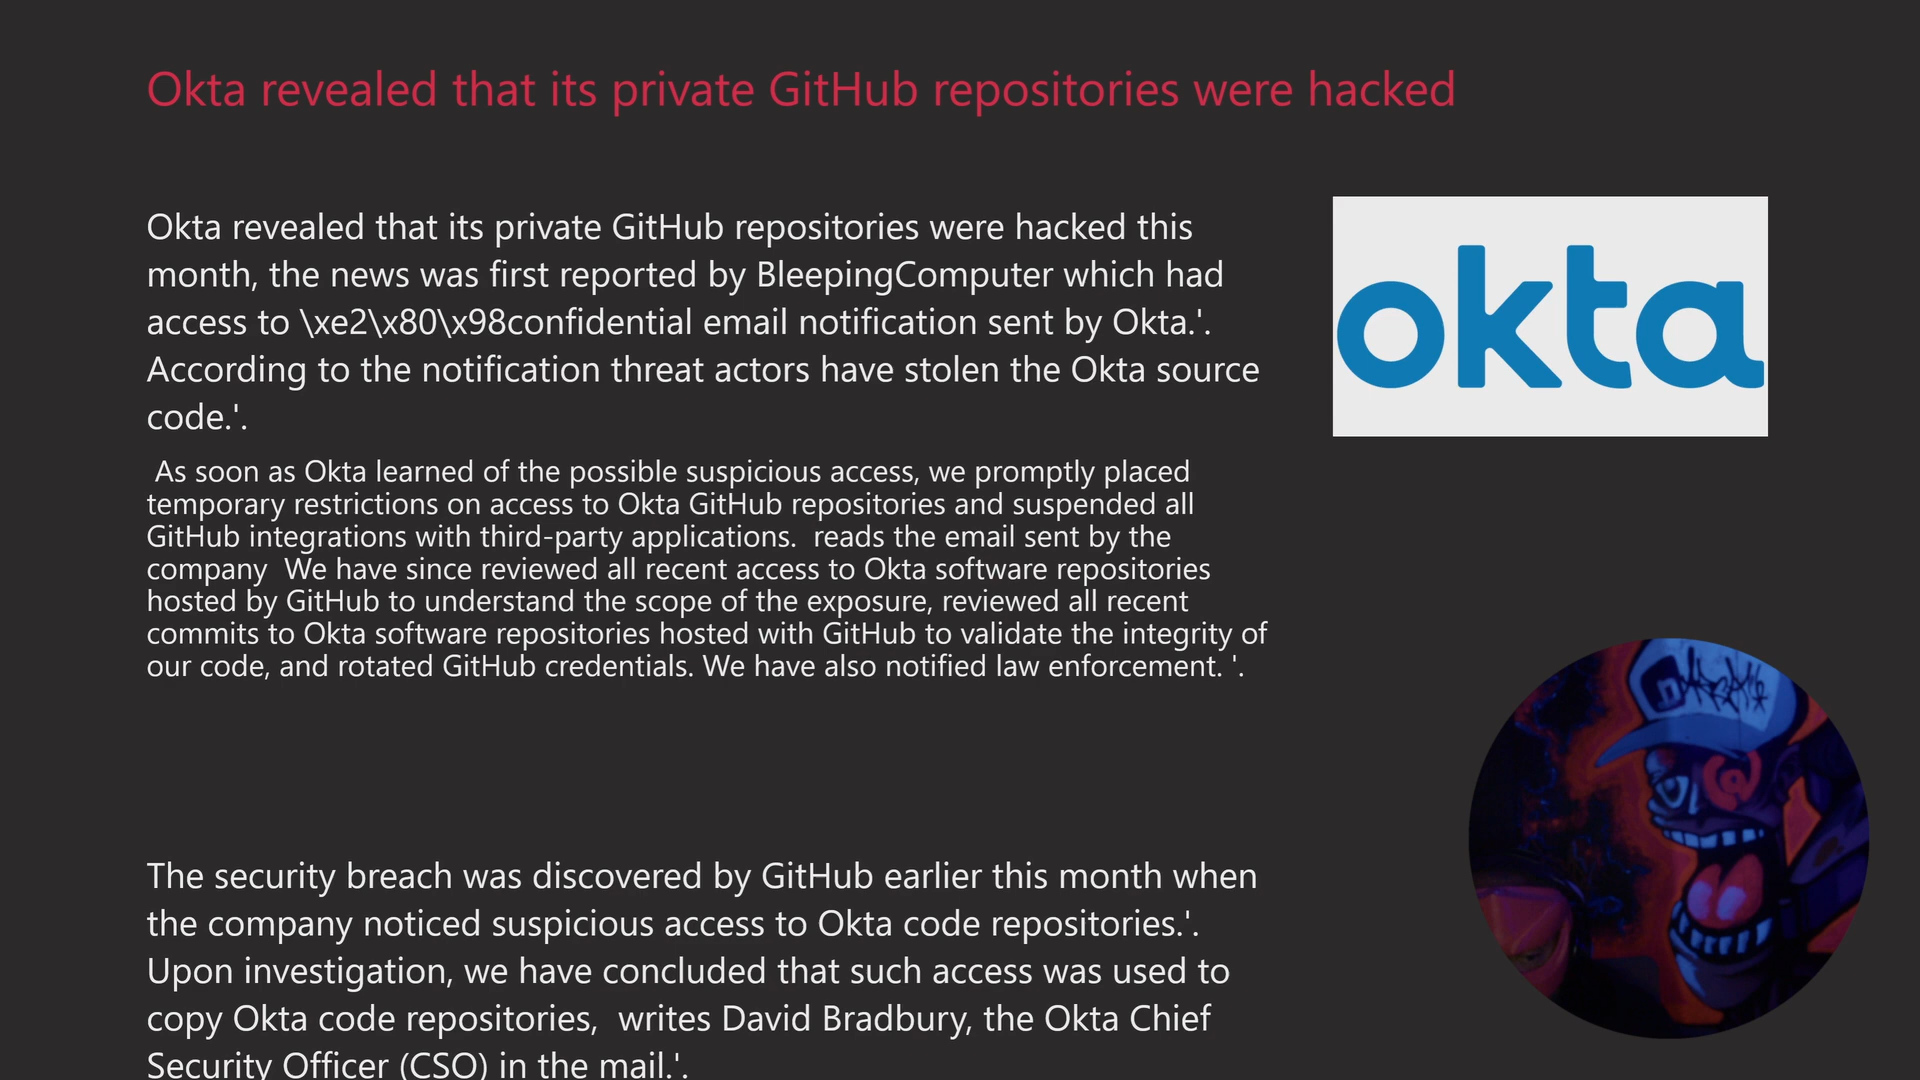 Okta revealed that its private GitHub repositories were hacked
Okta revealed that its private GitHub repositories were hacked this
month, the news was first reported by BleepingComputer which had
access to \xe2\x80\x98confidential email notification sent by Okta.'.
According to the notification threat actors have stolen the Okta source
code.'.
okta
As soon as Okta learned of the possible suspicious access, we promptly placed
temporary restrictions on access to Okta GitHub repositories and suspended all
GitHub integrations with third-party applications.  reads the email sent by the
company  We have since reviewed all recent access to Okta software repositories
hosted by GitHub to understand the scope of the exposure, reviewed all recent
commits to Okta software repositories hosted with GitHub to validate the integrity of
our code, and rotated GitHub credentials. We have also notified law enforcement. '.
The security breach was discovered by GitHub earlier this month when
the company noticed suspicious access to Okta code repositories.'.
Upon investigation, we have concluded that such access was used to
copy Okta code repositories,  writes David Bradbury, the Okta Chief
Security Officer (CSO) in the mail.'.